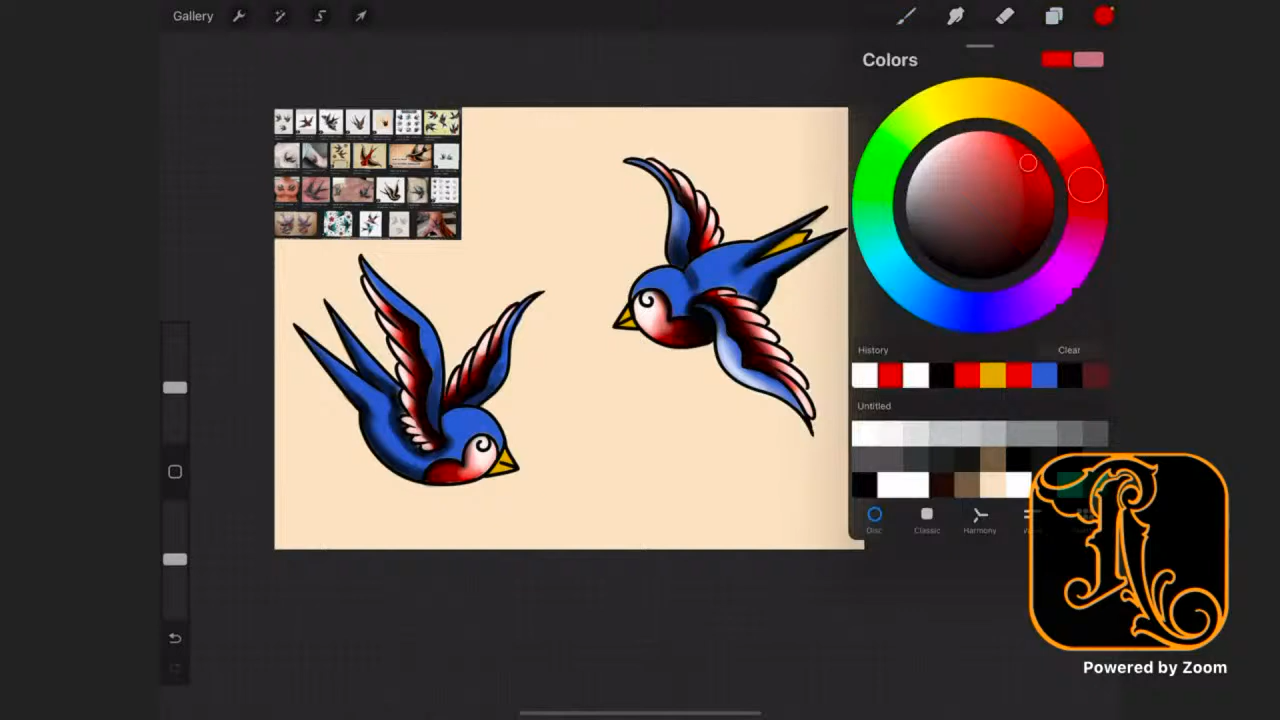 Gallery
Colors
History
Clear
Untitled
Disc
Classic
Harmony
Powered by Zoom